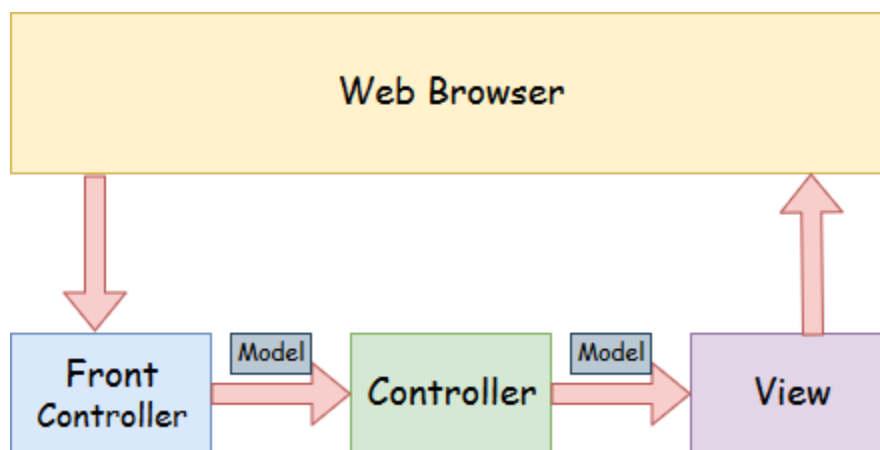 Web Browser
Model
Model
Front
Controller
Controller
View